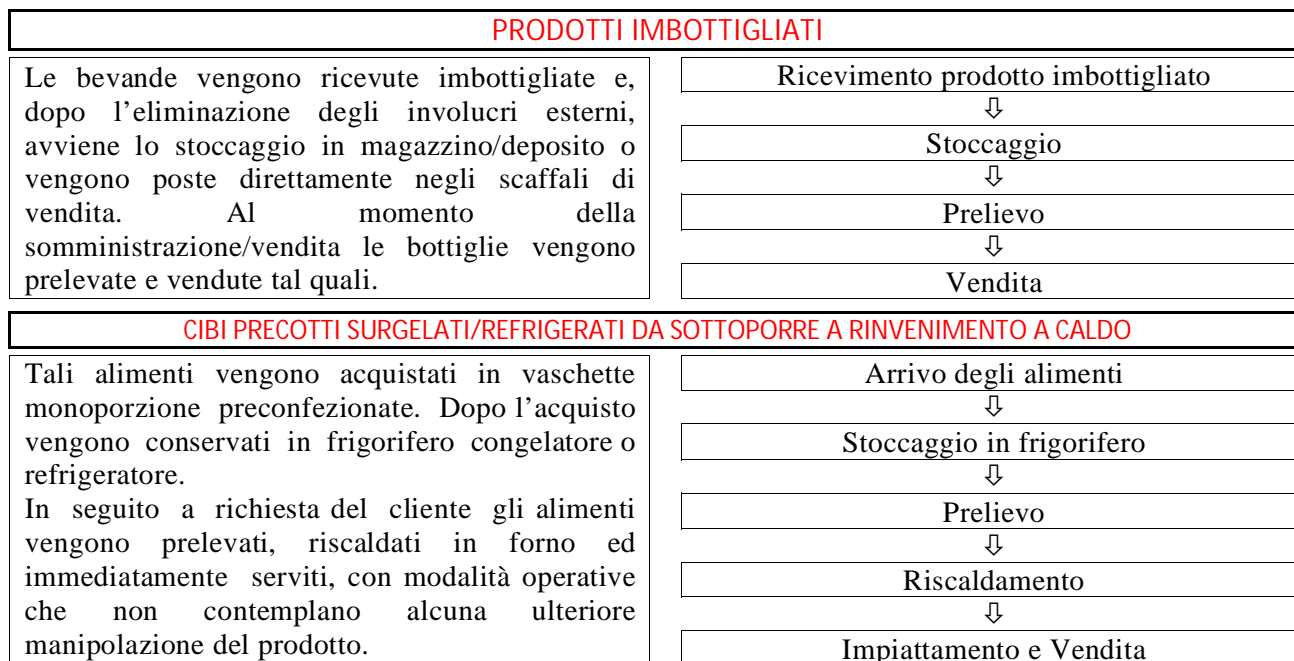 PRODOTTI IMBOTTIGLIATI
Le bevande vengono ricevute imbottigliate e,
dopo l’eliminazione degli involucri esterni,
avviene lo stoccaggio in magazzino/deposito o
vengono poste direttamente negli scaffali di
vendita. Al momento della
somministrazione/vendita le bottiglie vengono
prelevate e vendute tal quali.
Ricevimento prodotto imbottigliato
⇩
Stoccaggio
⇩
Prelievo
⇩
Vendita
CIBI PRECOTTI SURGELATI/REFRIGERATI DA SOTTOPORRE A RINVENIMENTO A CALDO
Tali alimenti vengono acquistati in vaschette
monoporzione preconfezionate. Dopo l’acquisto
vengono conservati in frigorifero congelatore o
refrigeratore.
In seguito a richiesta del cliente gli alimenti
vengono prelevati, riscaldati in forno ed
immediatamente serviti, con modalità operative
che non contemplano alcuna ulteriore
manipolazione del prodotto.
Arrivo degli alimenti
⇩
Stoccaggio in frigorifero
⇩
Prelievo
⇩
Riscaldamento
⇩
Impiattamento e Vendita